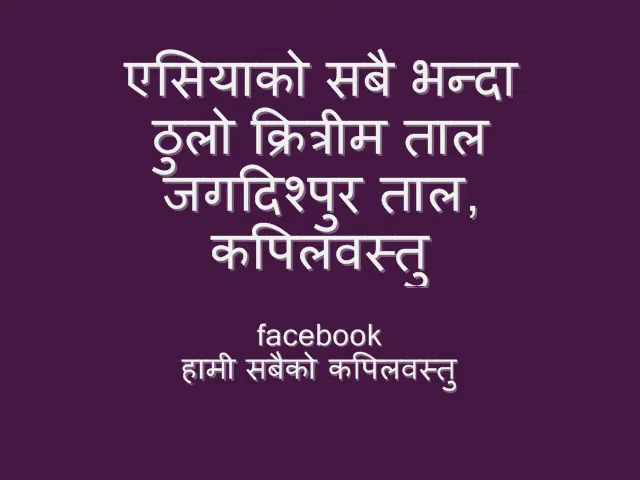 एसियाको सबै भन्दा
ठुलो क्रित्रीम ताल
जगदिश्पुर ताल,
कपिलवस्तु
facebook
हामी सबैको कपिलवस्तु